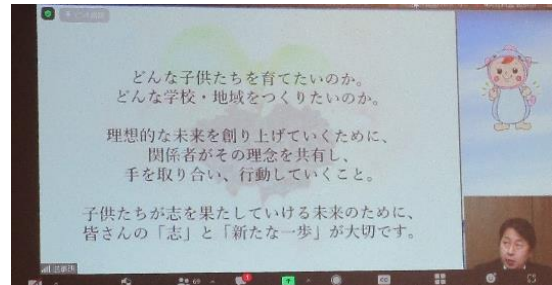 どんな子供たちを育てたいのか。
どんな学校・地域をつくりたいのか。
理想的な未来を創り上げていくために、
関係者がその理念を共有し、
手を取り合い、行動していくこと。
子供たちが志を果たしていける未来のために、
皆さんの「志」と「新たな一歩」が大切です。
69